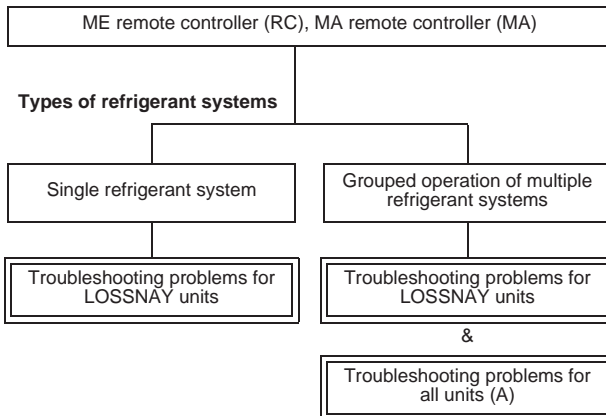 ME remote controller (RC), MA remote controller (MA)
Types of refrigerant systems
Single refrigerant system
Grouped operation of multiple
refrigerant systems
Troubleshooting problems for
LOSSNAY units
Troubleshooting problems for
LOSSNAY units
&
Troubleshooting problems for
all units (A)